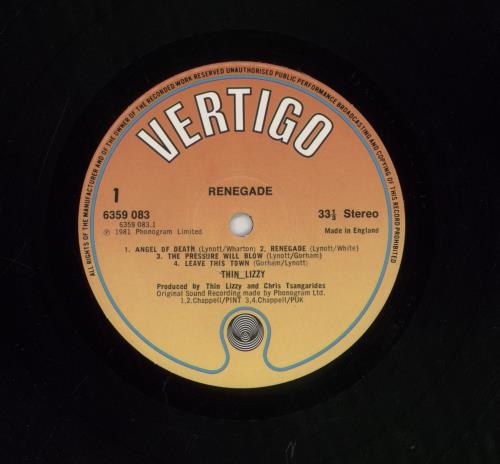 ALL RIGHTS OF THE MANUFACTURER AND OF THE OWNER OF THE RECORDED WORK RESERVED UNAUTHORISED PUBLIC PERFORMANCE BROADCASTING AND COPYING OF THIS RECORD PROHIBITED
VERTIGO
RENEGADE
1
6359 083
33⅓ Stereo
6359 083.1
℗ 1981 Phonogram Limited
Made in England
1. ANGEL OF DEATH (Lynott/Wharton) 2. RENEGADE (Lynott/White)
3. THE PRESSURE WILL BLOW (Lynott/Gorham)
4. LEAVE THIS TOWN (Gorham/Lynott)
THIN LIZZY
Produced by Thin Lizzy and Chris Tsangarides
Original Sound Recording made by Phonogram Ltd.
1,2.Chappell/PINT 3,4.Chappell/PUK